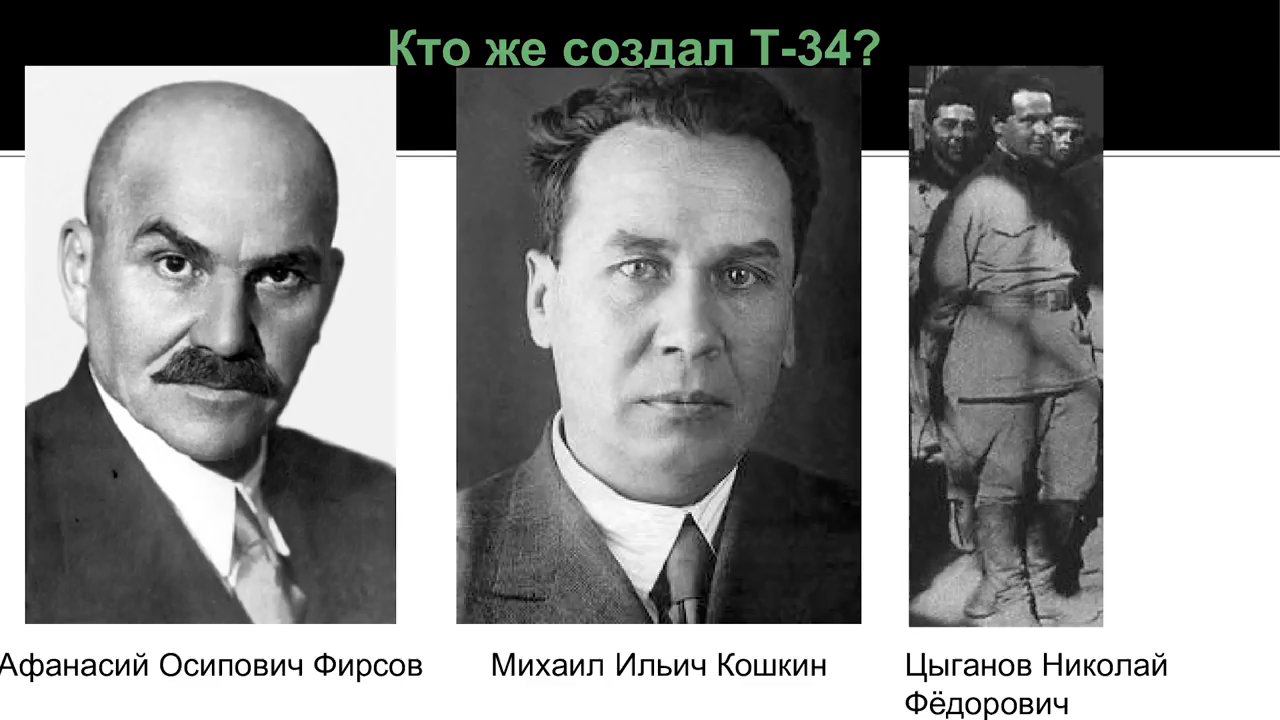 Кто же создал Т-34?
Афанасий Осипович Фирсов
Михаил Ильич Кошкин
Цыганов Николай
Фёдорович